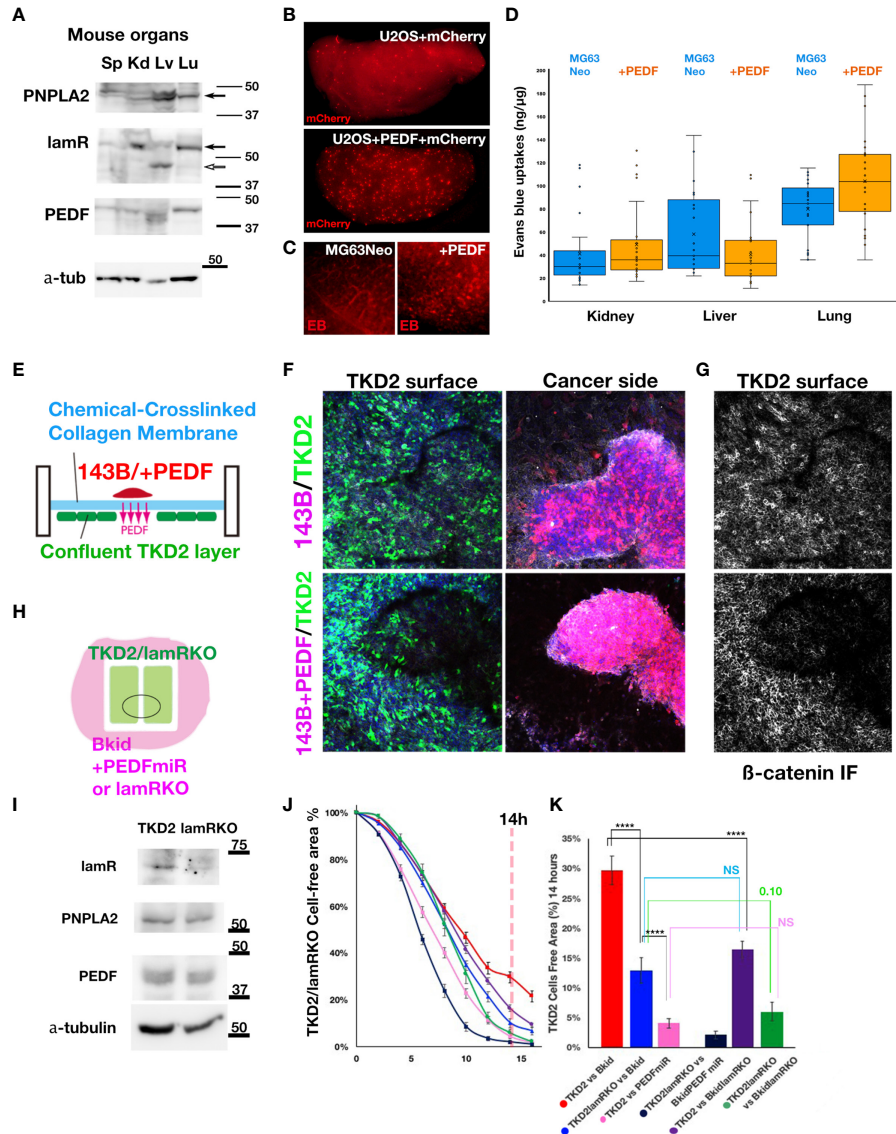 A
Mouse organs
Sp Kd Lv Lu
PNPLA2
50
37
lamR
50
37
PEDF
37
50
a-tub
B
U2OS+mCherry
mCherry
U2OS+PEDF+mCherry
mCherry
C
MG63Neo
+PEDF
EB
EB
D
MG63 Neo
+PEDF
MG63 Neo
+PEDF
MG63 Neo
+PEDF
Evans blue uptakes (ng/µg)
200
180
160
140
120
100
80
60
40
20
0
Kidney
Liver
Lung
E
Chemical-Crosslinked
Collagen Membrane
143B/+PEDF
PEDF
Confluent TKD2 layer
F
TKD2 surface
Cancer side
143B/TKD2
143B+PEDF/TKD2
G
TKD2 surface
ß-catenin IF
H
TKD2/lamRKO
Bkid
+PEDFmiR
or lamRKO
I
TKD2 lamRKO
lamR
75
PNPLA2
50
50
PEDF
37
a-tubulin
50
J
14h
TKD2/lamRKO Cell-free area %
100%
80%
60%
40%
20%
0%
0
5
10
15
K
TKD2 Cells Free Area (%) 14 hours
35%
30%
25%
20%
15%
10%
5%
0%
****
****
NS
0.10
****
NS
TKD2 vs Bkid
TKD2lamRKO vs Bkid
TKD2 vs PEDFmiR
TKD2lamRKO vs
BkidPEDF miR
TKD2 vs BkidlamRKO
TKD2lamRKO
vs BkidlamRKO